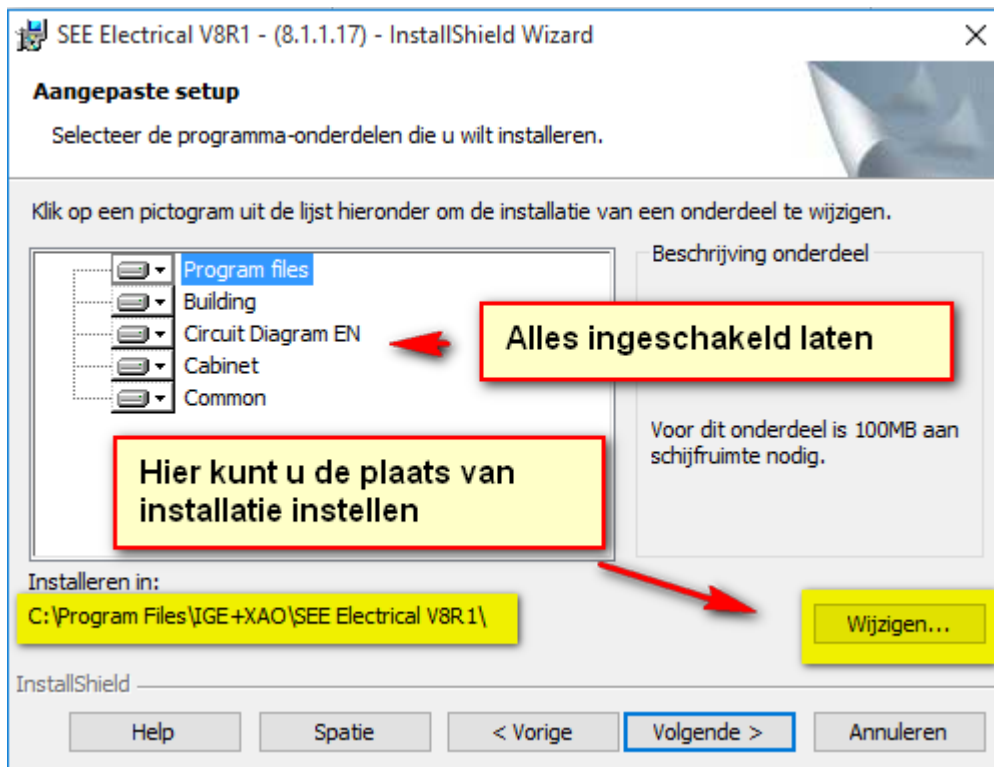 SEE Electrical V8R1 - (8.1.1.17) - InstallShield Wizard
Aangepaste setup
Selecteer de programma-onderdelen die u wilt installeren.
Klik op een pictogram uit de lijst hieronder om de installatie van een onderdeel te wijzigen.
Program files
Building
Circuit Diagram EN
Cabinet
Common
Beschrijving onderdeel
Alles ingeschakeld laten
Voor dit onderdeel is 100MB aan
schijfruimte nodig.
Hier kunt u de plaats van
installatie instellen
Installeren in:
C:\Program Files\IGE+XAO\SEE Electrical V8R1\
Wijzigen...
InstallShield
Help
Spatie
< Vorige
Volgende >
Annuleren